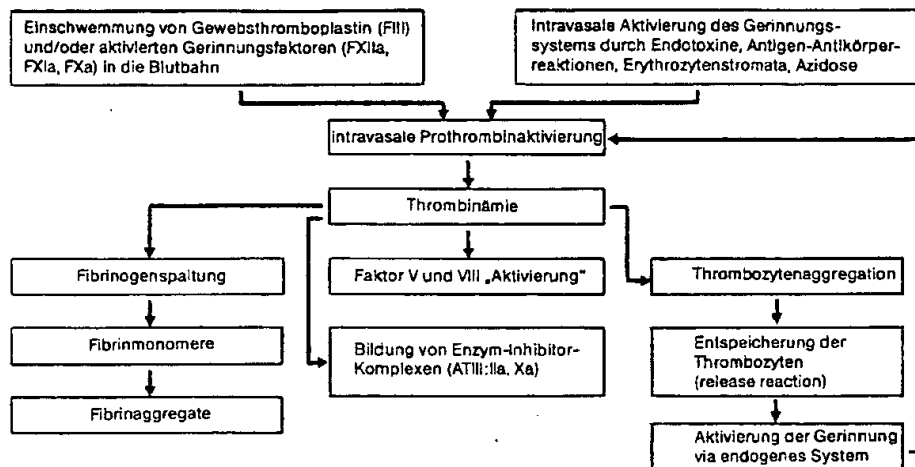 Einschwemmung von Gewebsthromboplastin (FIII)
und/oder aktivierten Gerinnungsfaktoren (FXIIa,
FXIa, FXa) in die Blutbahn
Intravasale Aktivierung des Gerinnungs-
systems durch Endotoxine, Antigen-Antikörper-
reaktionen, Erythrozytenstromata, Azidose
intravasale Prothrombinaktivierung
Thrombinämie
Fibrinogenspaltung
Faktor V und VIII „Aktivierung“
Thrombozytenaggregation
Fibrinmonomere
Bildung von Enzym-Inhibitor-
Komplexen (ATIII:IIa, Xa)
Entspeicherung der
Thrombozyten
(release reaction)
Fibrinaggregate
Aktivierung der Gerinnung
via endogenes System